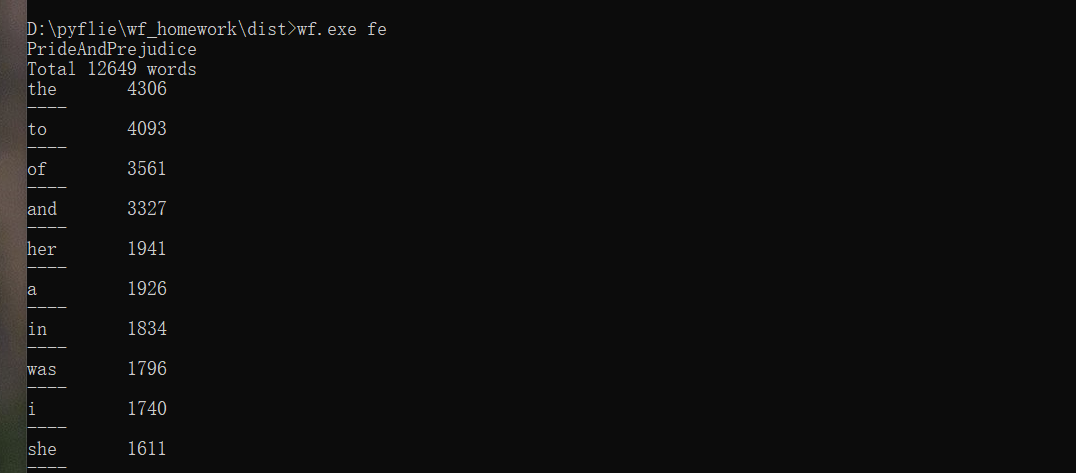 D:\pyflie\wf_homework\dist>wf.exe fe
PrideAndPrejudice
Total 12649 words
the       4306
----
to        4093
----
of        3561
----
and       3327
----
her       1941
----
a         1926
----
in        1834
----
was       1796
----
i         1740
----
she       1611
----